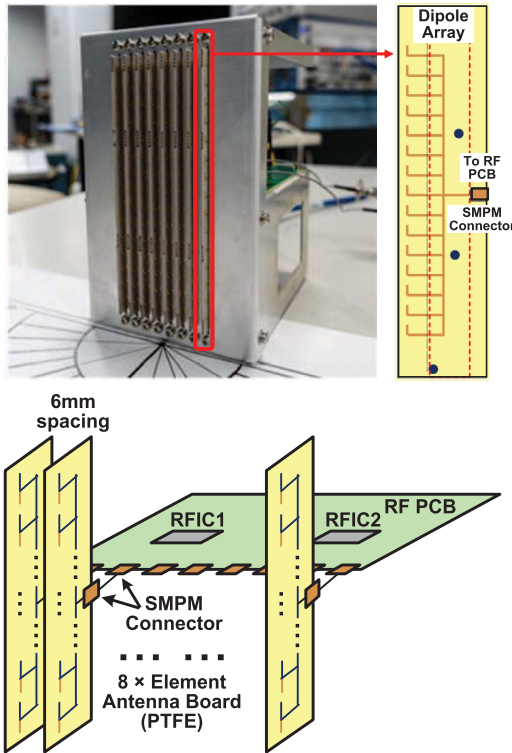 Dipole
Array
To RF
PCB
SMPM
Connector
6mm
spacing
RF PCB
RFIC1
RFIC2
SMPM
Connector
8 × Element
Antenna Board
(PTFE)